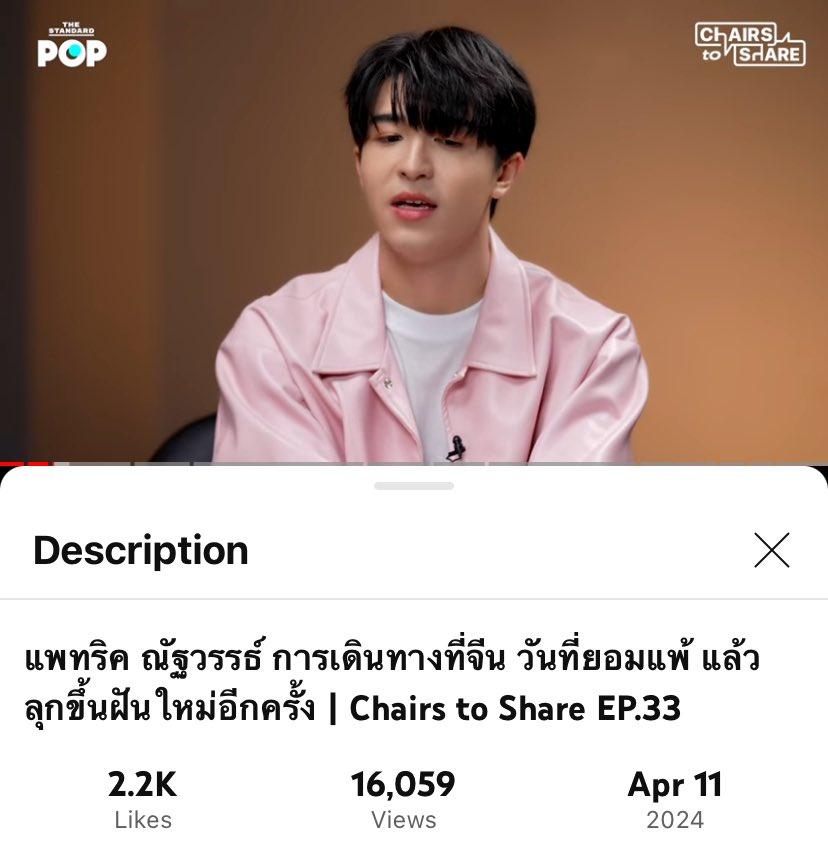 THE
STANDARD
POP
CHAIRS
to SHARE
Description
แพทริค ณัฐวรรธ์ การเดินทางที่จีน วันที่ยอมแพ้ แล้ว
ลุกขึ้นฝันใหม่อีกครั้ง | Chairs to Share EP.33
2.2K 16,059 Apr 11
Likes Views 2024